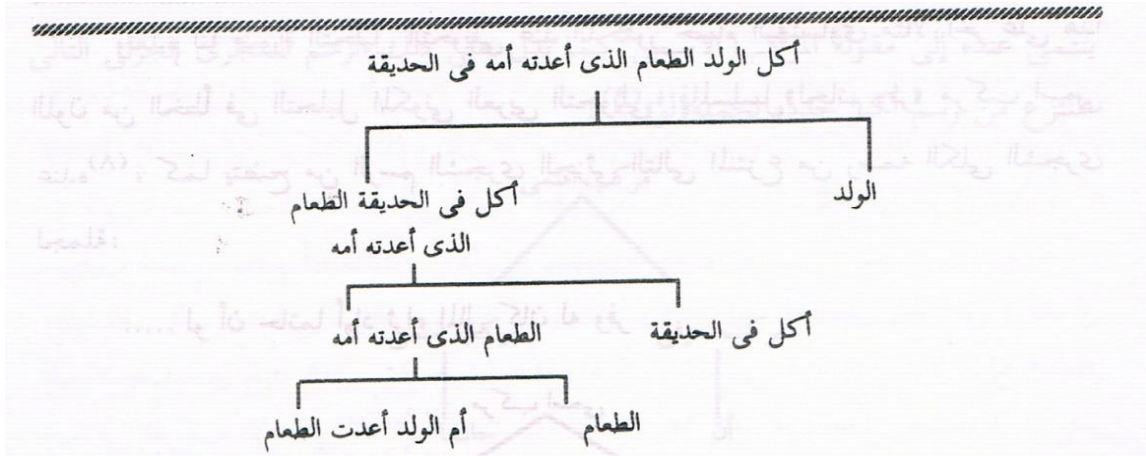 أكل الولد الطعام الذى أعدته أمه فى الحديقة
الولد
أكل فى الحديقة الطعام
الذى أعدته أمه
أكل فى الحديقة
الطعام الذى أعدته أمه
الطعام
أم الولد أعدت الطعام